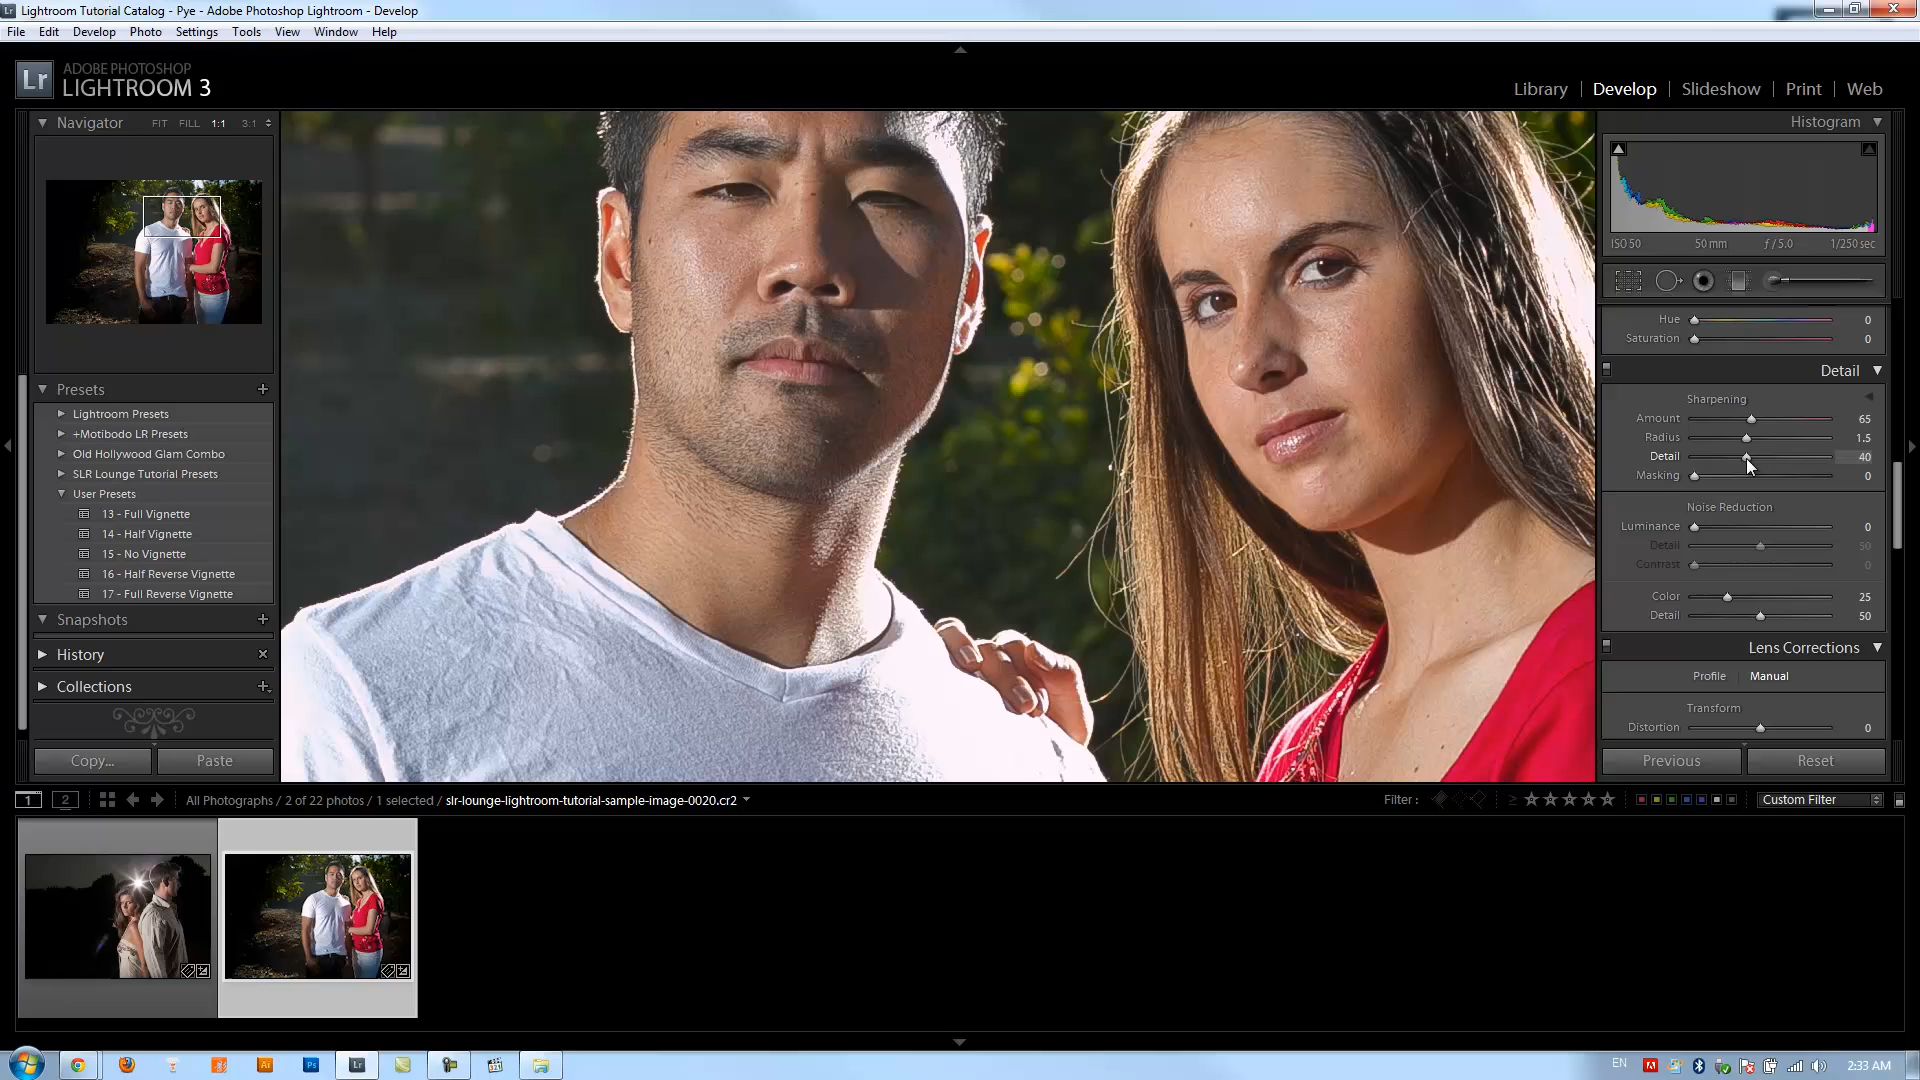 Lightroom Tutorial Catalog - Pye - Adobe Photoshop Lightroom - Develop
File Edit Develop Photo Settings Tools View Window Help
Lr ADOBE PHOTOSHOP
LIGHTROOM 3
Library Develop Slideshow Print Web
Navigator FIT FILL 1:1 3:1
Histogram
ISO 50 50 mm ƒ / 5.0 1/250 sec
Hue 0
Saturation 0
Detail
Sharpening
Amount 65
Radius 1.5
Detail 40
Masking 0
Noise Reduction
Luminance 0
Detail 50
Contrast 0
Color 25
Detail 50
Lens Corrections
Profile Manual
Transform
Distortion 0
Previous Reset
Presets
Lightroom Presets
+Motibodo LR Presets
Old Hollywood Glam Combo
SLR Lounge Tutorial Presets
User Presets
13 - Full Vignette
14 - Half Vignette
15 - No Vignette
16 - Half Reverse Vignette
17 - Full Reverse Vignette
Snapshots
History
Collections
Copy... Paste
1 2 All Photographs / 2 of 22 photos / 1 selected / slr-lounge-lightroom-tutorial-sample-image-0020.cr2 Filter : ≥ Custom Filter
Ai Ps Lr EN 2:33 AM